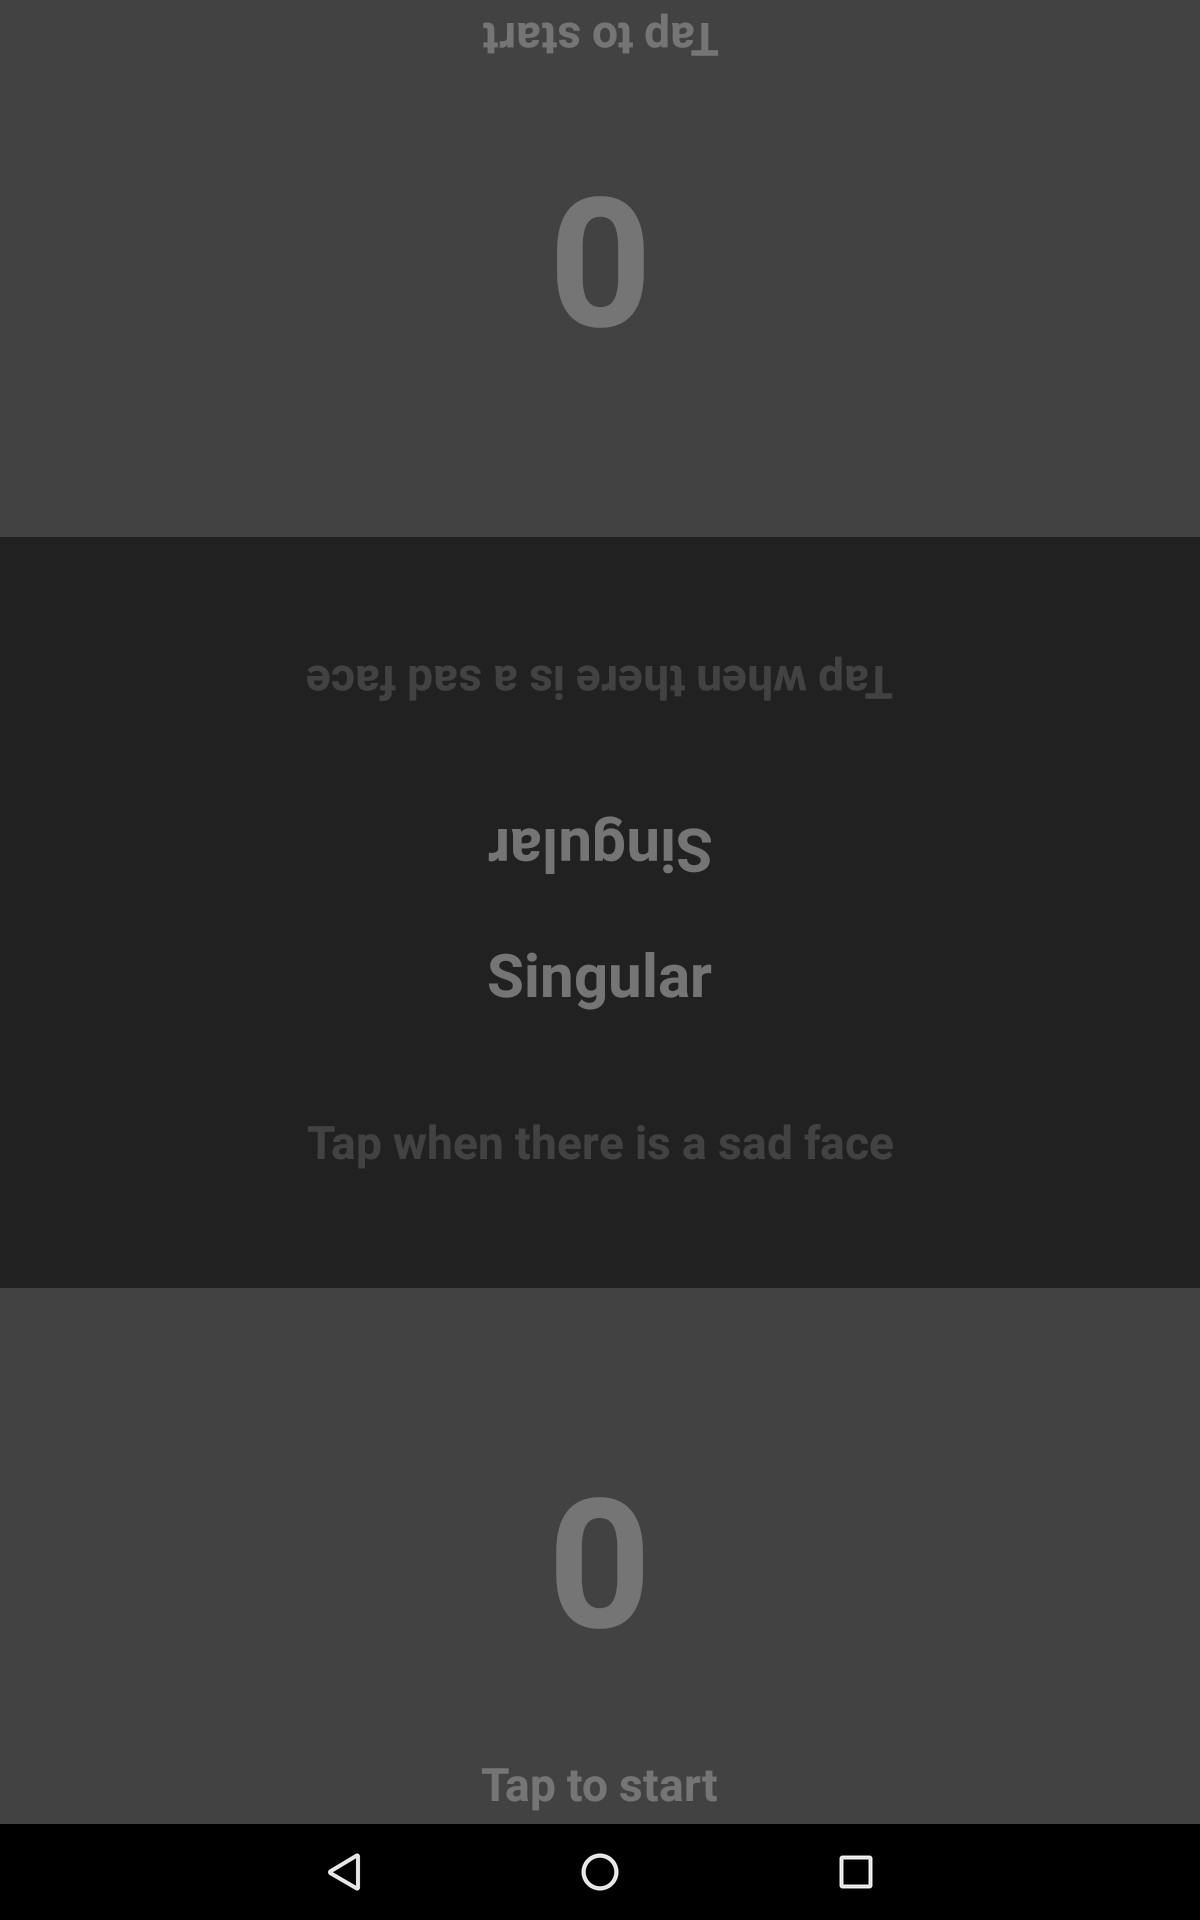 Tap to start
0
Tap when there is a sad face
Singular
Singular
Tap when there is a sad face
0
Tap to start